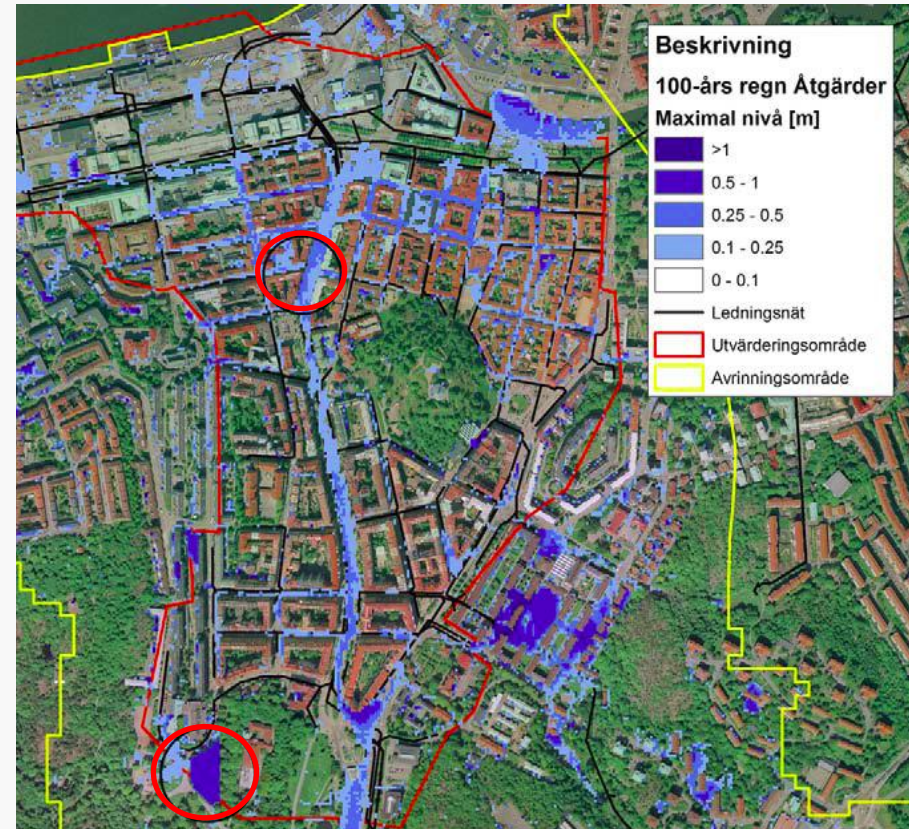 Beskrivning
100-års regn Åtgärder
Maximal nivå [m]
>1
0.5 - 1
0.25 - 0.5
0.1 - 0.25
0 - 0.1
Ledningsnät
Utvärderingsområde
Avrinningsområde